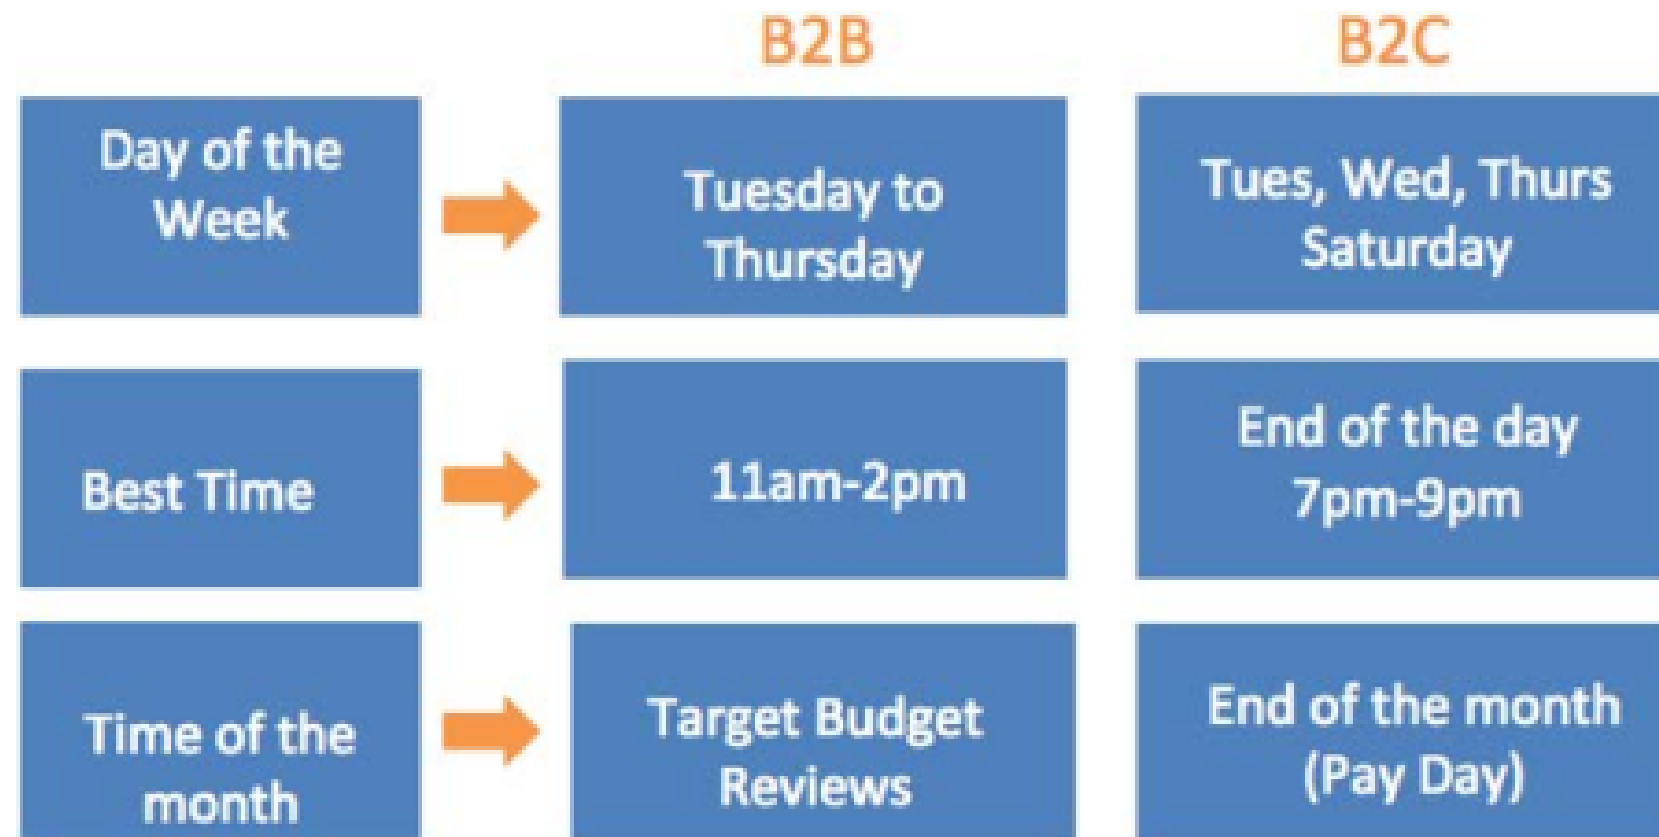 B2B
B2C
Day of the
Week
Tuesday to
Thursday
Tues, Wed, Thurs
Saturday
Best Time
11am-2pm
End of the day
7pm-9pm
Time of the
month
Target Budget
Reviews
End of the month
(Pay Day)